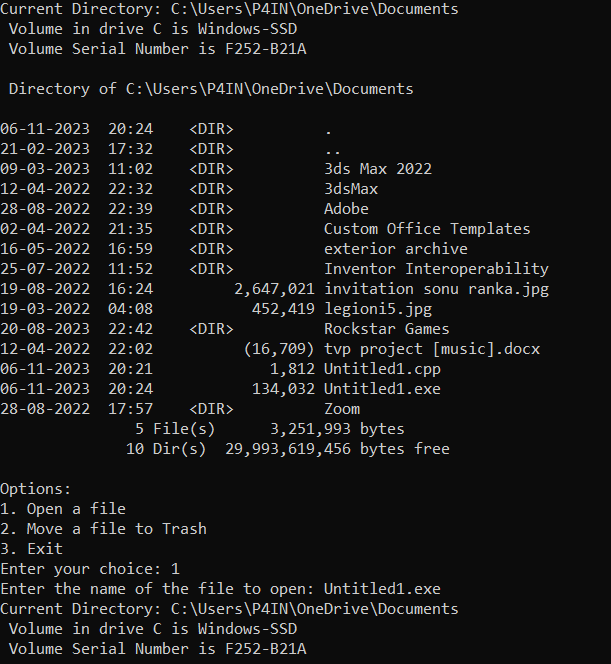 Current Directory: C:\Users\P4IN\OneDrive\Documents
 Volume in drive C is Windows-SSD
 Volume Serial Number is F252-B21A

 Directory of C:\Users\P4IN\OneDrive\Documents

06-11-2023  20:24    <DIR>          .
21-02-2023  17:32    <DIR>          ..
09-03-2023  11:02    <DIR>          3ds Max 2022
12-04-2022  22:32    <DIR>          3dsMax
28-08-2022  22:39    <DIR>          Adobe
02-04-2022  21:35    <DIR>          Custom Office Templates
16-05-2022  16:59    <DIR>          exterior archive
25-07-2022  11:52    <DIR>          Inventor Interoperability
19-08-2022  16:24         2,647,021 invitation sonu ranka.jpg
19-03-2022  04:08           452,419 legioni5.jpg
20-08-2023  22:42    <DIR>          Rockstar Games
12-04-2022  22:02          (16,709) tvp project [music].docx
06-11-2023  20:21             1,812 Untitled1.cpp
06-11-2023  20:24           134,032 Untitled1.exe
28-08-2022  17:57    <DIR>          Zoom
               5 File(s)      3,251,993 bytes
              10 Dir(s)  29,993,619,456 bytes free

Options:
1. Open a file
2. Move a file to Trash
3. Exit
Enter your choice: 1
Enter the name of the file to open: Untitled1.exe
Current Directory: C:\Users\P4IN\OneDrive\Documents
 Volume in drive C is Windows-SSD
 Volume Serial Number is F252-B21A